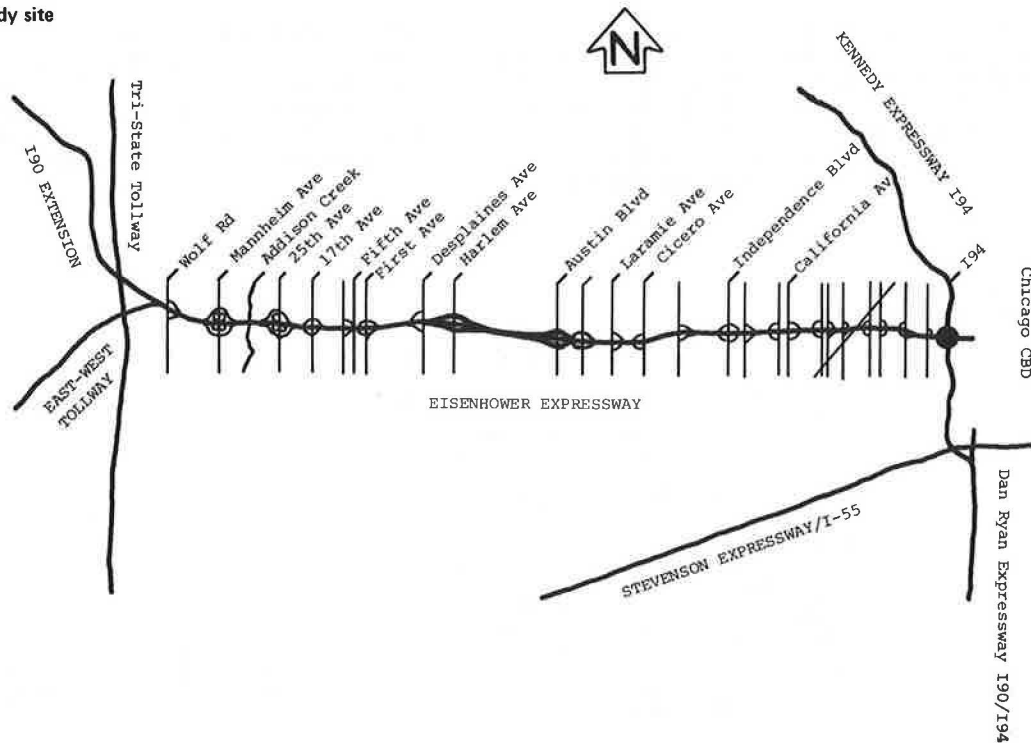 dy site
N
Tri-State Tollway
I90 EXTENSION
KENNEDY EXPRESSWAY I94
Wolf Rd
Mannheim Ave
Addison Creek
25th Ave
17th Ave
Fifth Ave
First Ave
Desplaines Ave
Harlem Ave
Austin Blvd
Laramie Ave
Cicero Ave
Independence Blvd
California Av
I94
Chicago CBD
EAST-WEST
TOLLWAY
EISENHOWER EXPRESSWAY
STEVENSON EXPRESSWAY/I-55
Dan Ryan Expressway I90/I94